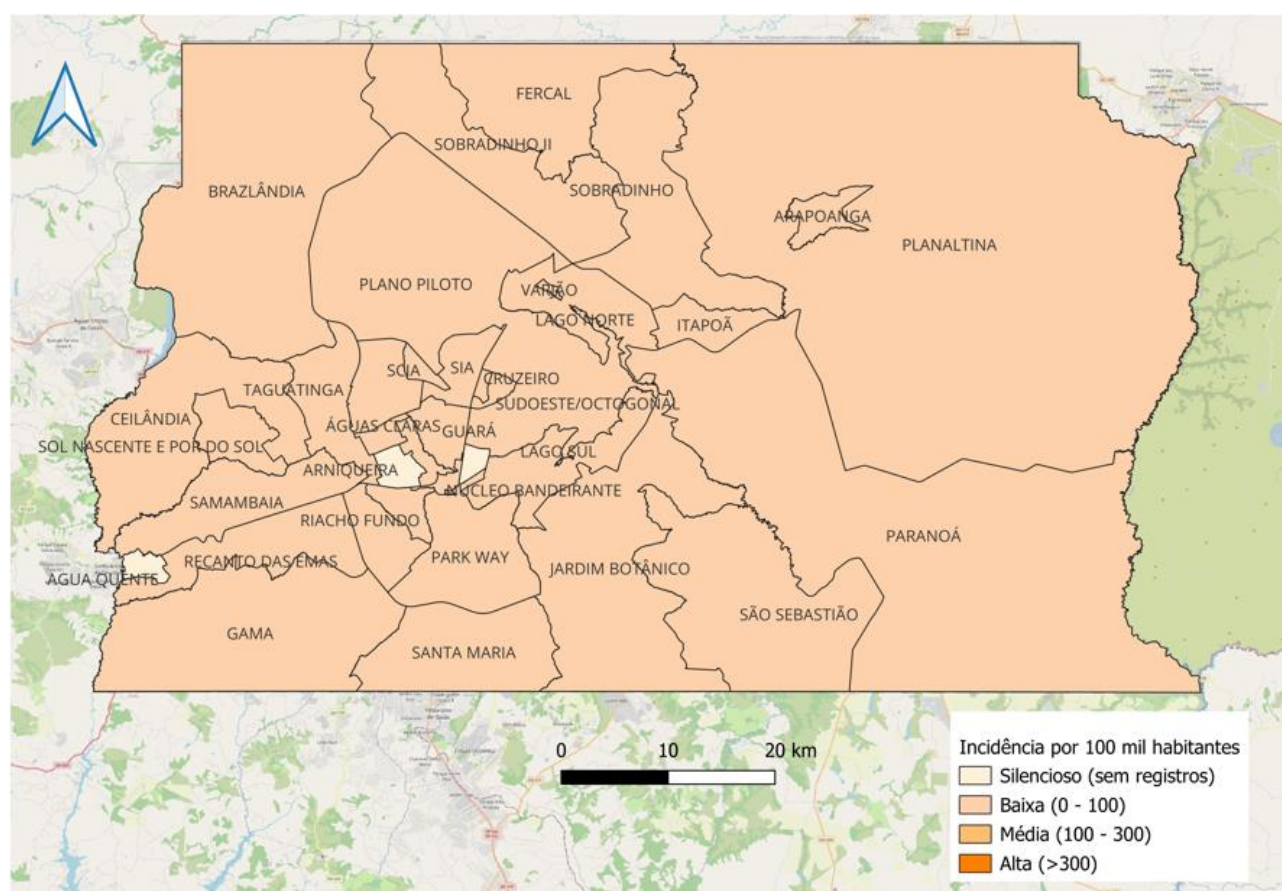 FERCAL
SOBRADINHO II
BRAZLÂNDIA
SOBRADINHO
ARAPOANGA
PLANALTINA
PLANO PILOTO
VARJÃO
LAGO NORTE
ITAPOÃ
SCIA
SIA
CRUZEIRO
TAGUATINGA
SUDOESTE/OCTOGONAL
CEILÂNDIA
ÁGUAS CLARAS
GUARÁ
SOL NASCENTE E POR DO SOL
LAGO SUL
ARNIQUEIRA
NÚCLEO BANDEIRANTE
SAMAMBAIA
RIACHO FUNDO
PARANOÁ
RECANTO DAS EMAS
PARK WAY
JARDIM BOTÂNICO
ÁGUA QUENTE
SÃO SEBASTIÃO
GAMA
SANTA MARIA
0 10 20 km
Incidência por 100 mil habitantes
Silencioso (sem registros)
Baixa (0 - 100)
Média (100 - 300)
Alta (>300)